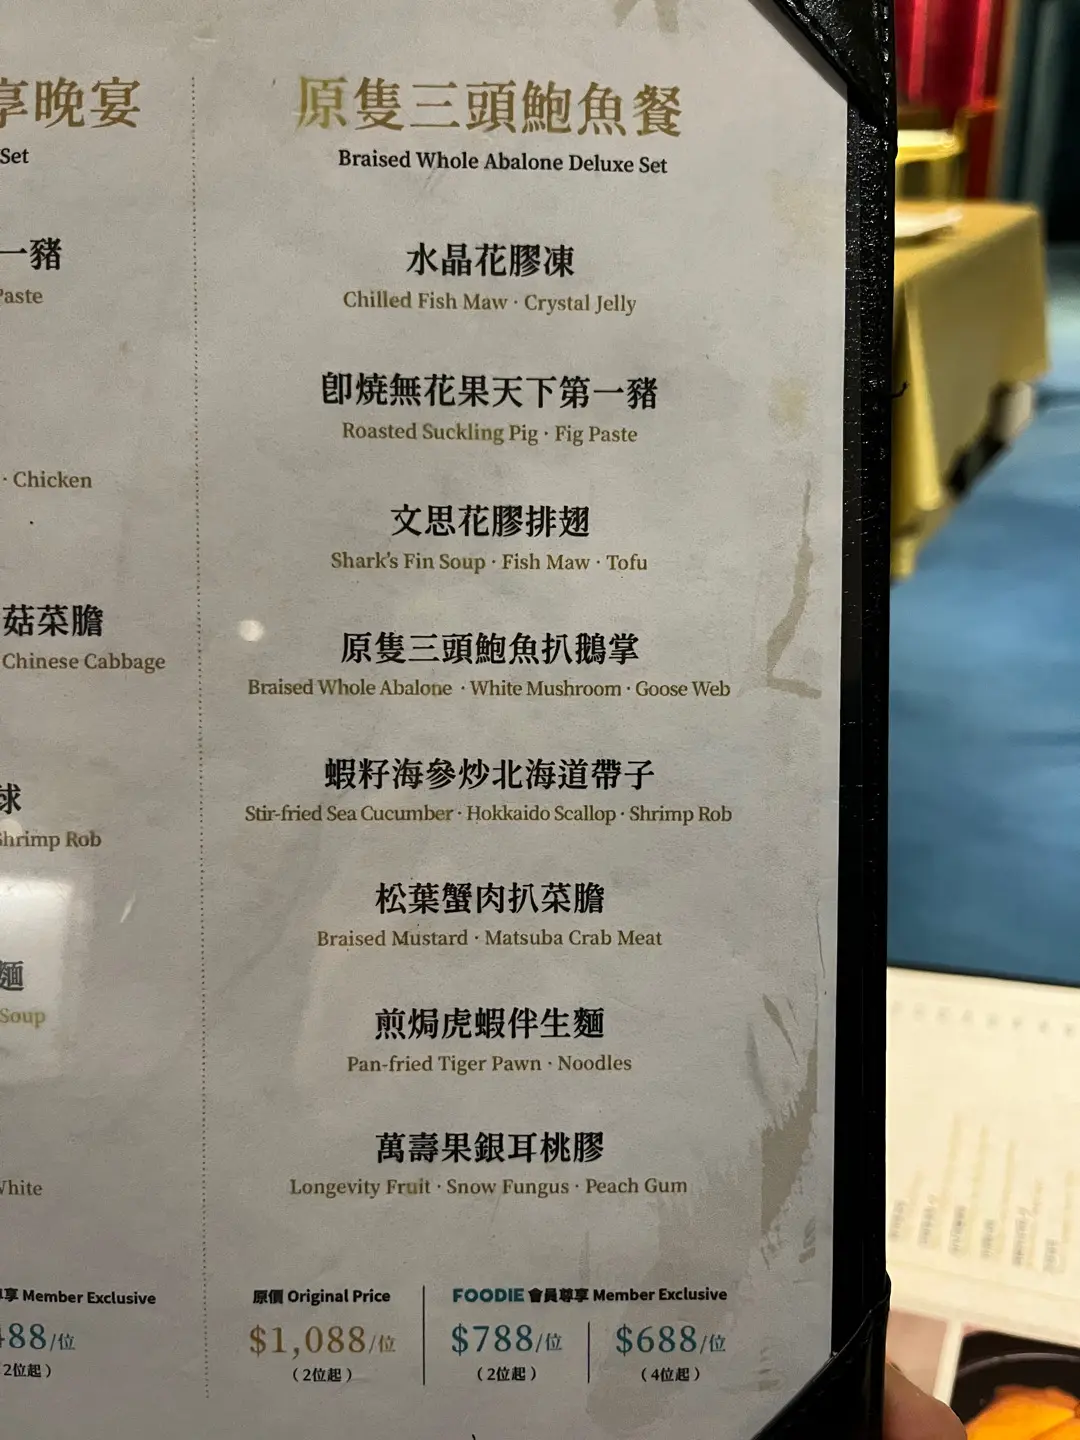 享晚宴
Set
一豬
Paste
· Chicken
菇菜膽
Chinese Cabbage
球
Shrimp Rob
麵
Soup
White
尊享 Member Exclusive
488/位
2位起）
原隻三頭鮑魚餐
Braised Whole Abalone Deluxe Set
水晶花膠凍
Chilled Fish Maw · Crystal Jelly
即燒無花果天下第一豬
Roasted Suckling Pig · Fig Paste
文思花膠排翅
Shark's Fin Soup · Fish Maw · Tofu
原隻三頭鮑魚扒鵝掌
Braised Whole Abalone · White Mushroom · Goose Web
蝦籽海參炒北海道帶子
Stir-fried Sea Cucumber · Hokkaido Scallop · Shrimp Rob
松葉蟹肉扒菜膽
Braised Mustard · Matsuba Crab Meat
煎焗虎蝦伴生麵
Pan-fried Tiger Pawn · Noodles
萬壽果銀耳桃膠
Longevity Fruit · Snow Fungus · Peach Gum
原價 Original Price
$1,088/位
（2位起）
FOODIE 會員尊享 Member Exclusive
$788/位
（2位起）
$688/位
（4位起）